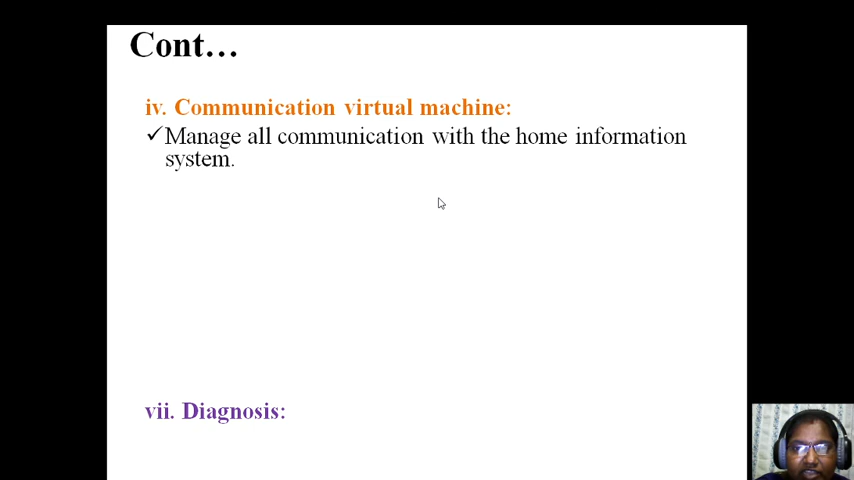 Cont…
iv. Communication virtual machine:
✓Manage all communication with the home information
system.
vii. Diagnosis: